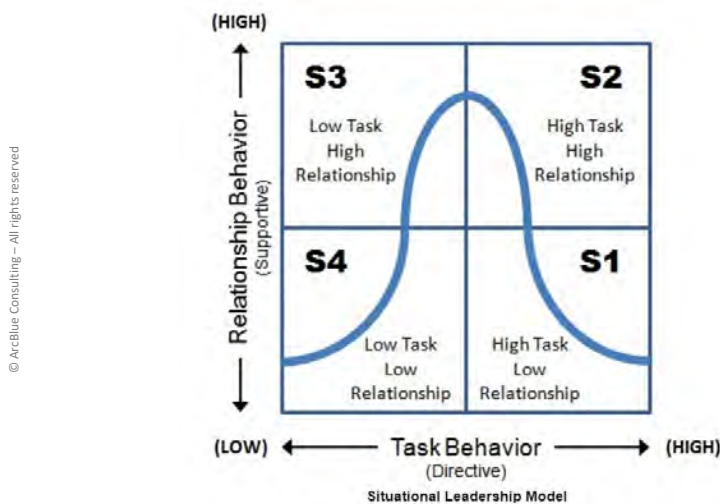 (HIGH)
S3
S2
Low Task
High
Relationship
High Task
High
Relationship
Relationship Behavior
(Supportive)
© ArcBlue Consulting – All rights reserved
S4
S1
Low Task
Low
Relationship
High Task
Low
Relationship
(LOW)
Task Behavior
(HIGH)
(Directive)
Situational Leadership Model